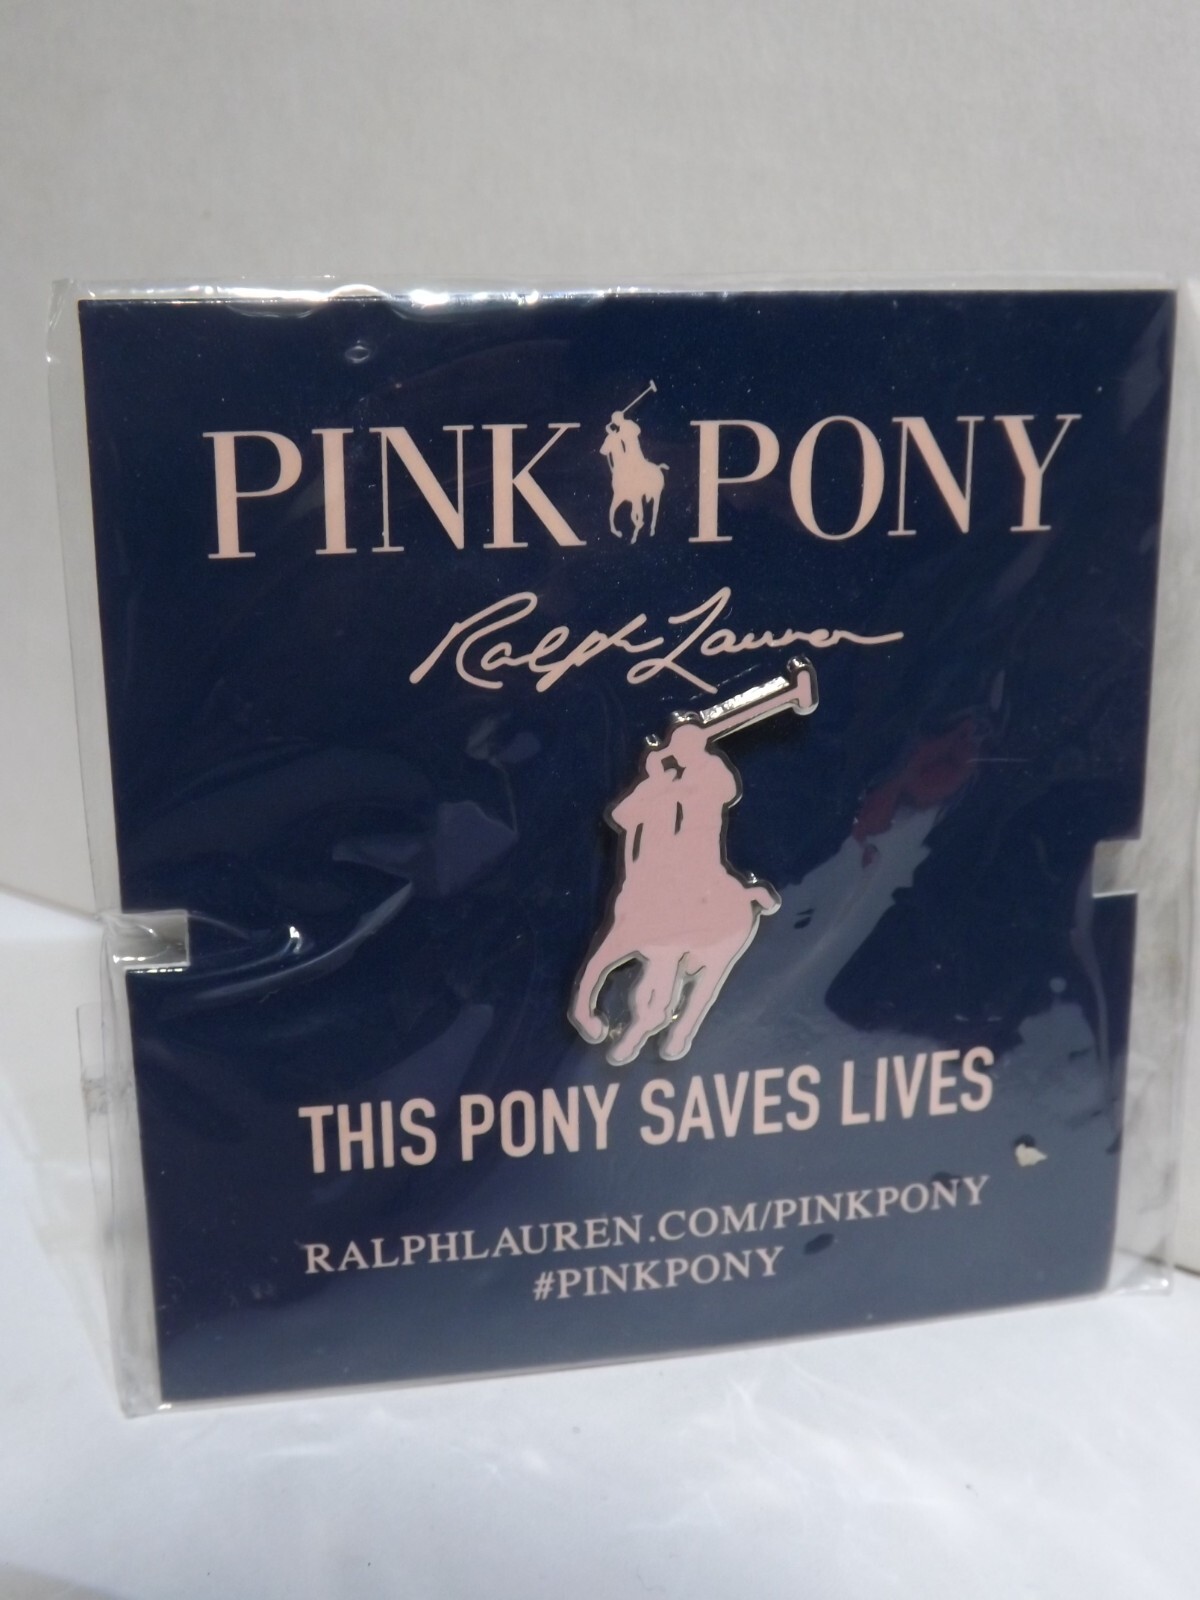 PINK PONY
Ralph Lauren
THIS PONY SAVES LIVES
RALPHLAUREN.COM/PINKPONY
#PINKPONY